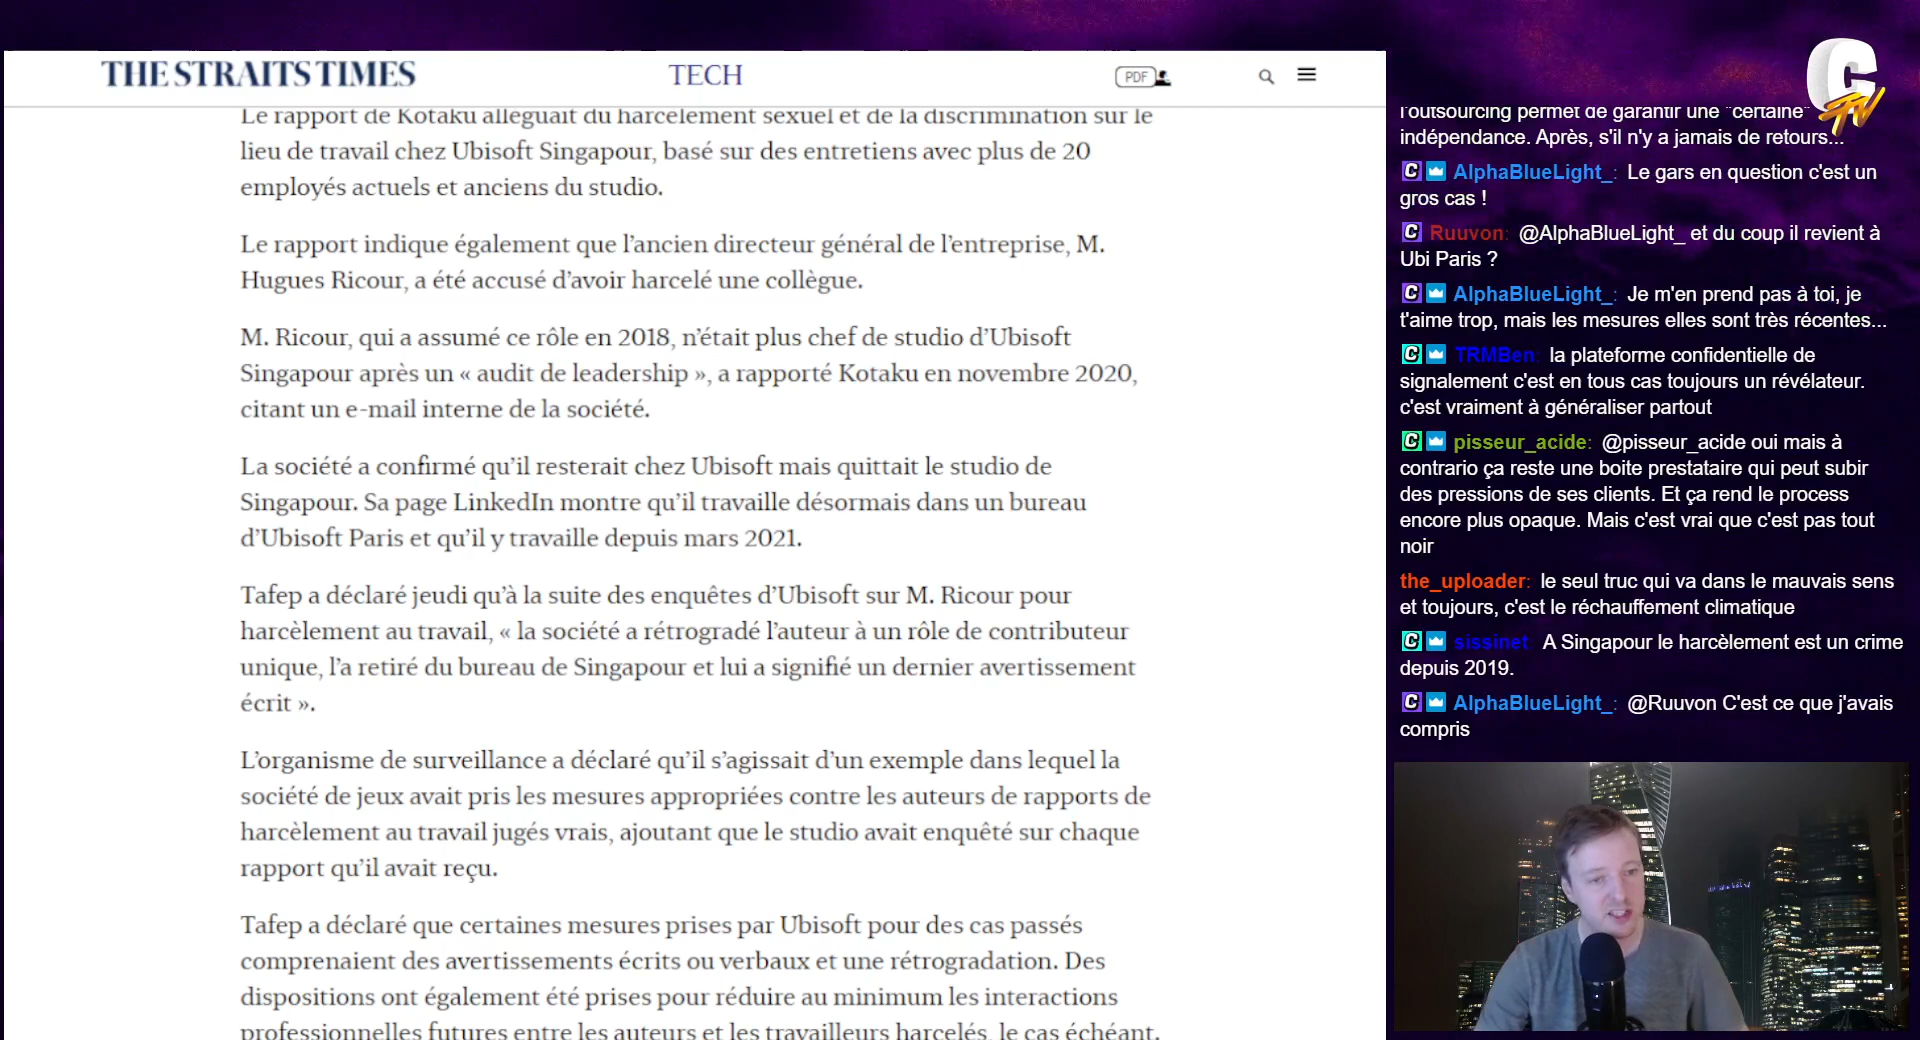 THE STRAITS TIMES
TECH
PDF
Le rapport de Kotaku alléguait du harcèlement sexuel et de la discrimination sur le
lieu de travail chez Ubisoft Singapour, basé sur des entretiens avec plus de 20
employés actuels et anciens du studio.
Le rapport indique également que l’ancien directeur général de l’entreprise, M.
Hugues Ricour, a été accusé d’avoir harcelé une collègue.
M. Ricour, qui a assumé ce rôle en 2018, n’était plus chef de studio d’Ubisoft
Singapour après un « audit de leadership », a rapporté Kotaku en novembre 2020,
citant un e-mail interne de la société.
La société a confirmé qu’il resterait chez Ubisoft mais quittait le studio de
Singapour. Sa page LinkedIn montre qu’il travaille désormais dans un bureau
d’Ubisoft Paris et qu’il y travaille depuis mars 2021.
Tafep a déclaré jeudi qu’à la suite des enquêtes d’Ubisoft sur M. Ricour pour
harcèlement au travail, « la société a rétrogradé l’auteur à un rôle de contributeur
unique, l’a retiré du bureau de Singapour et lui a signifié un dernier avertissement
écrit ».
L’organisme de surveillance a déclaré qu’il s’agissait d’un exemple dans lequel la
société de jeux avait pris les mesures appropriées contre les auteurs de rapports de
harcèlement au travail jugés vrais, ajoutant que le studio avait enquêté sur chaque
rapport qu’il avait reçu.
Tafep a déclaré que certaines mesures prises par Ubisoft pour des cas passés
comprenaient des avertissements écrits ou verbaux et une rétrogradation. Des
dispositions ont également été prises pour réduire au minimum les interactions
professionnelles futures entre les auteurs et les travailleurs harcelés, le cas échéant.
C TV
l'outsourcing permet de garantir une "certaine"
indépendance. Après, s'il n'y a jamais de retours...
AlphaBlueLight_: Le gars en question c'est un
gros cas !
Ruuvon: @AlphaBlueLight_ et du coup il revient à
Ubi Paris ?
AlphaBlueLight_: Je m'en prend pas à toi, je
t'aime trop, mais les mesures elles sont très récentes...
TRMBen: la plateforme confidentielle de
signalement c'est en tous cas toujours un révélateur.
c'est vraiment à généraliser partout
pisseur_acide: @pisseur_acide oui mais à
contrario ça reste une boite prestataire qui peut subir
des pressions de ses clients. Et ça rend le process
encore plus opaque. Mais c'est vrai que c'est pas tout
noir
the_uploader: le seul truc qui va dans le mauvais sens
et toujours, c'est le réchauffement climatique
sissinet: A Singapour le harcèlement est un crime
depuis 2019.
AlphaBlueLight_: @Ruuvon C'est ce que j'avais
compris